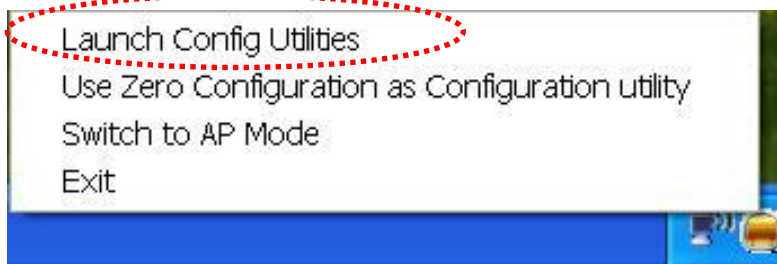 Launch Config Utilities
Use Zero Configuration as Configuration utility
Switch to AP Mode
Exit